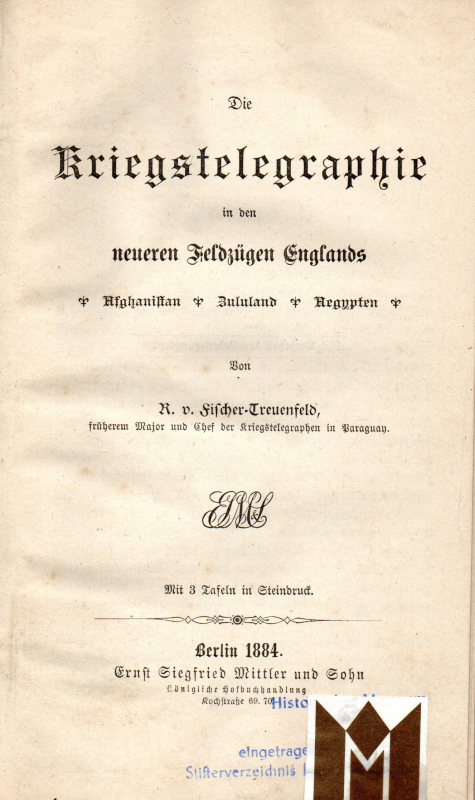 Die
Kriegstelegraphie
in den
neueren Feldzügen Englands
Afghanistan Zululand Aegypten
Von
R. v. Fischer-Treuenfeld,
früherem Major und Chef der Kriegstelegraphen in Paraguay.
Mit 3 Tafeln in Steindruck.
Berlin 1884.
Ernst Siegfried Mittler und Sohn
Königliche Hofbuchhandlung
Kochstraße 69. 70.
eingetrage
Stifterverzeichnis